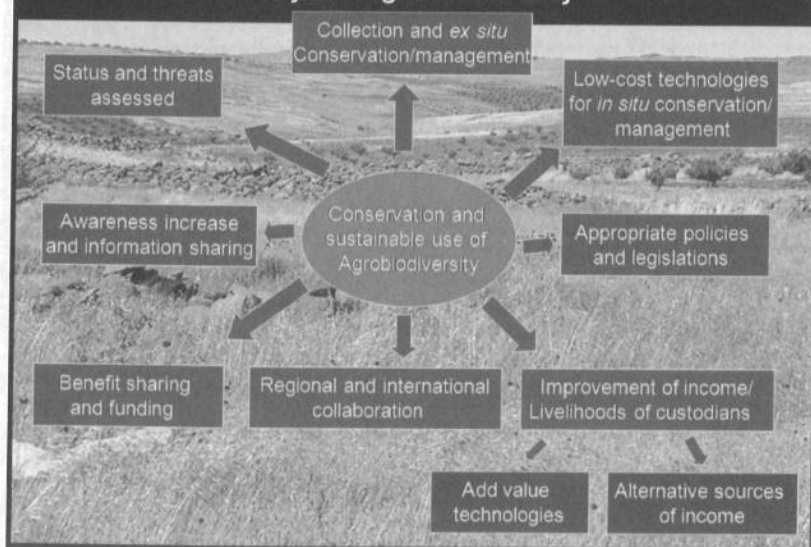 Collection and ex situ
Conservation/management
Status and threats
assessed
Low-cost technologies
for in situ conservation/
management
Awareness increase
and information sharing
Conservation and
sustainable use of
Agrobiodiversity
Appropriate policies
and legislations
Benefit sharing
and funding
Regional and international
collaboration
Improvement of income/
Livelihoods of custodians
Add value
technologies
Alternative sources
of income